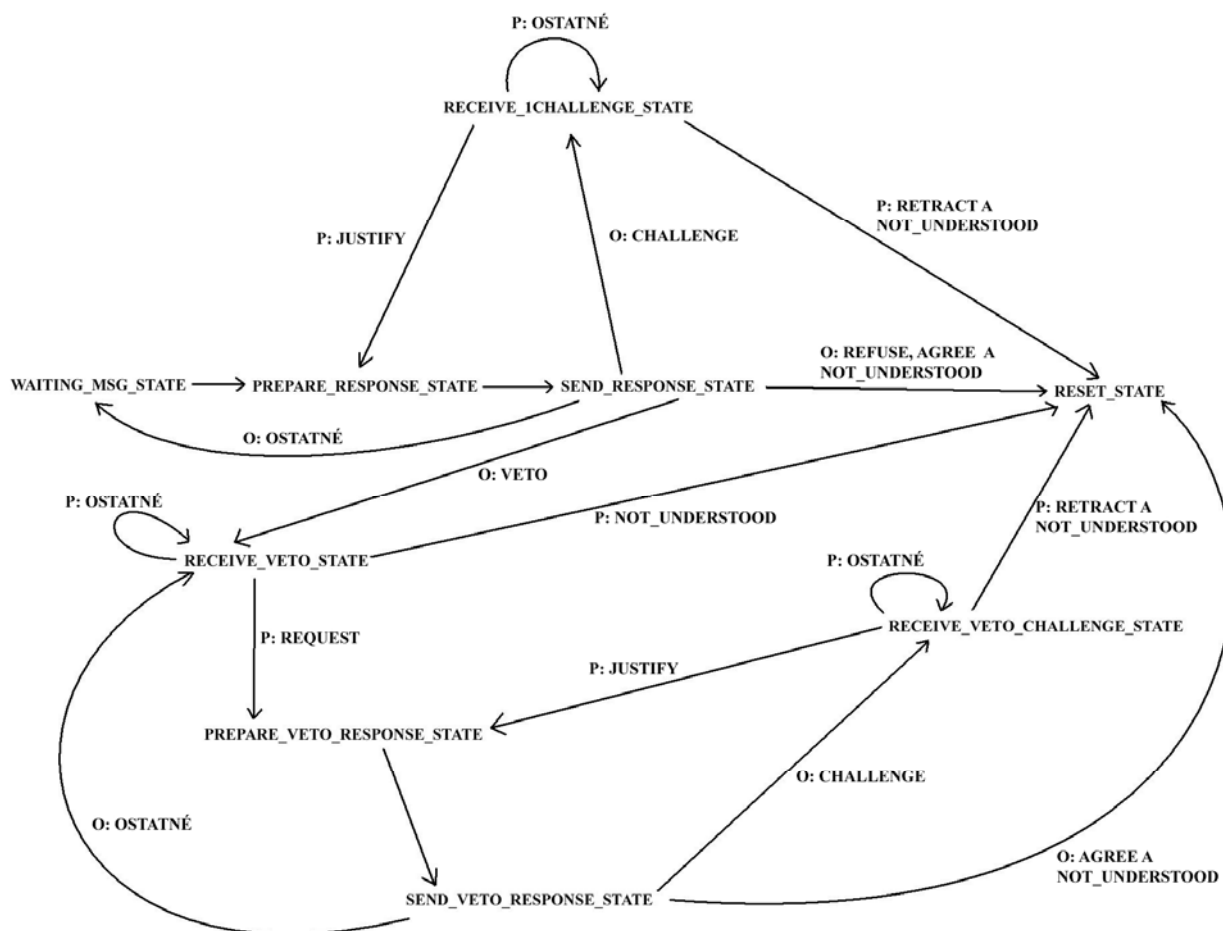 P: OSTATNÉ
RECEIVE_1CHALLENGE_STATE
P: RETRACT A
NOT_UNDERSTOOD
P: JUSTIFY
O: CHALLENGE
O: REFUSE, AGREE A
NOT_UNDERSTOOD
WAITING_MSG_STATE
PREPARE_RESPONSE_STATE
SEND_RESPONSE_STATE
RESET_STATE
O: OSTATNÉ
O: VETO
P: OSTATNÉ
P: NOT_UNDERSTOOD
P: RETRACT A
NOT_UNDERSTOOD
RECEIVE_VETO_STATE
P: OSTATNÉ
RECEIVE_VETO_CHALLENGE_STATE
P: REQUEST
P: JUSTIFY
PREPARE_VETO_RESPONSE_STATE
O: CHALLENGE
O: OSTATNÉ
O: AGREE A
NOT_UNDERSTOOD
SEND_VETO_RESPONSE_STATE